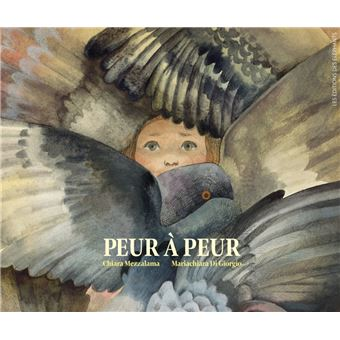 PEUR À PEUR
Chiara Mezzalama Mariachiara Di Giorgio
LES ÉDITIONS DES ÉLÉPHANTS